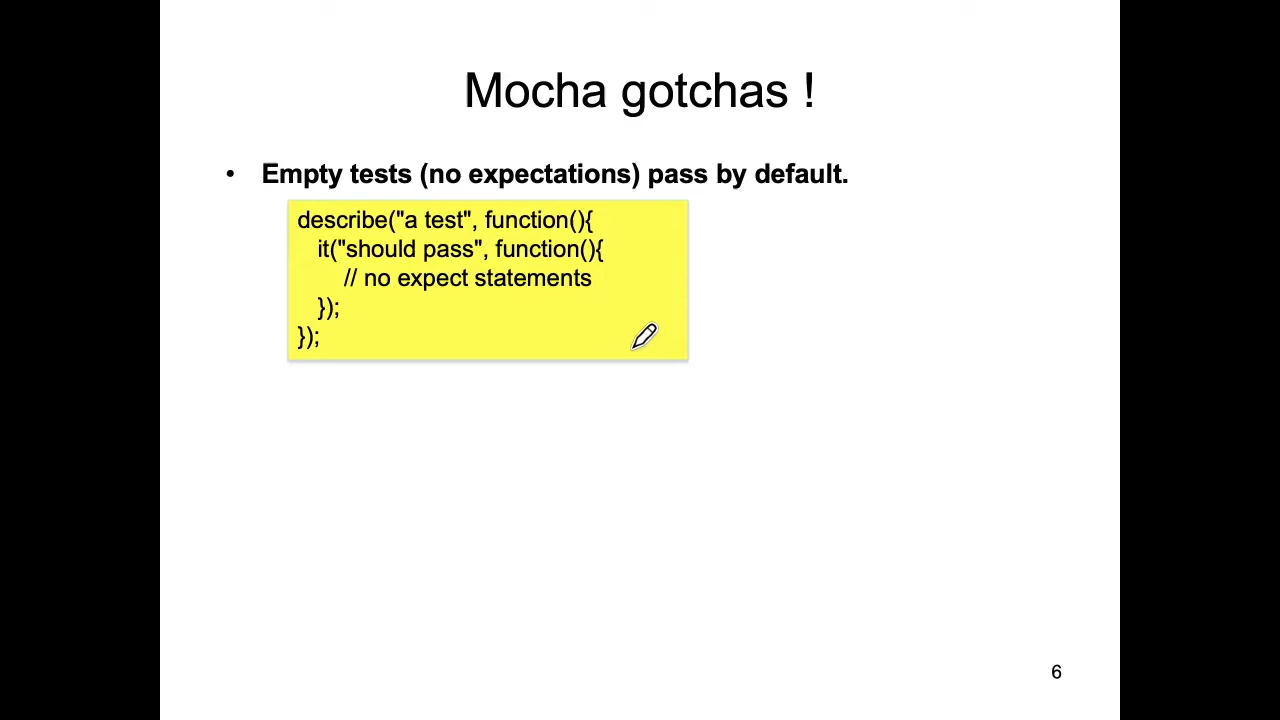 Mocha gotchas !
• Empty tests (no expectations) pass by default.
describe("a test", function(){
it("should pass", function(){
// no expect statements
});
});
6